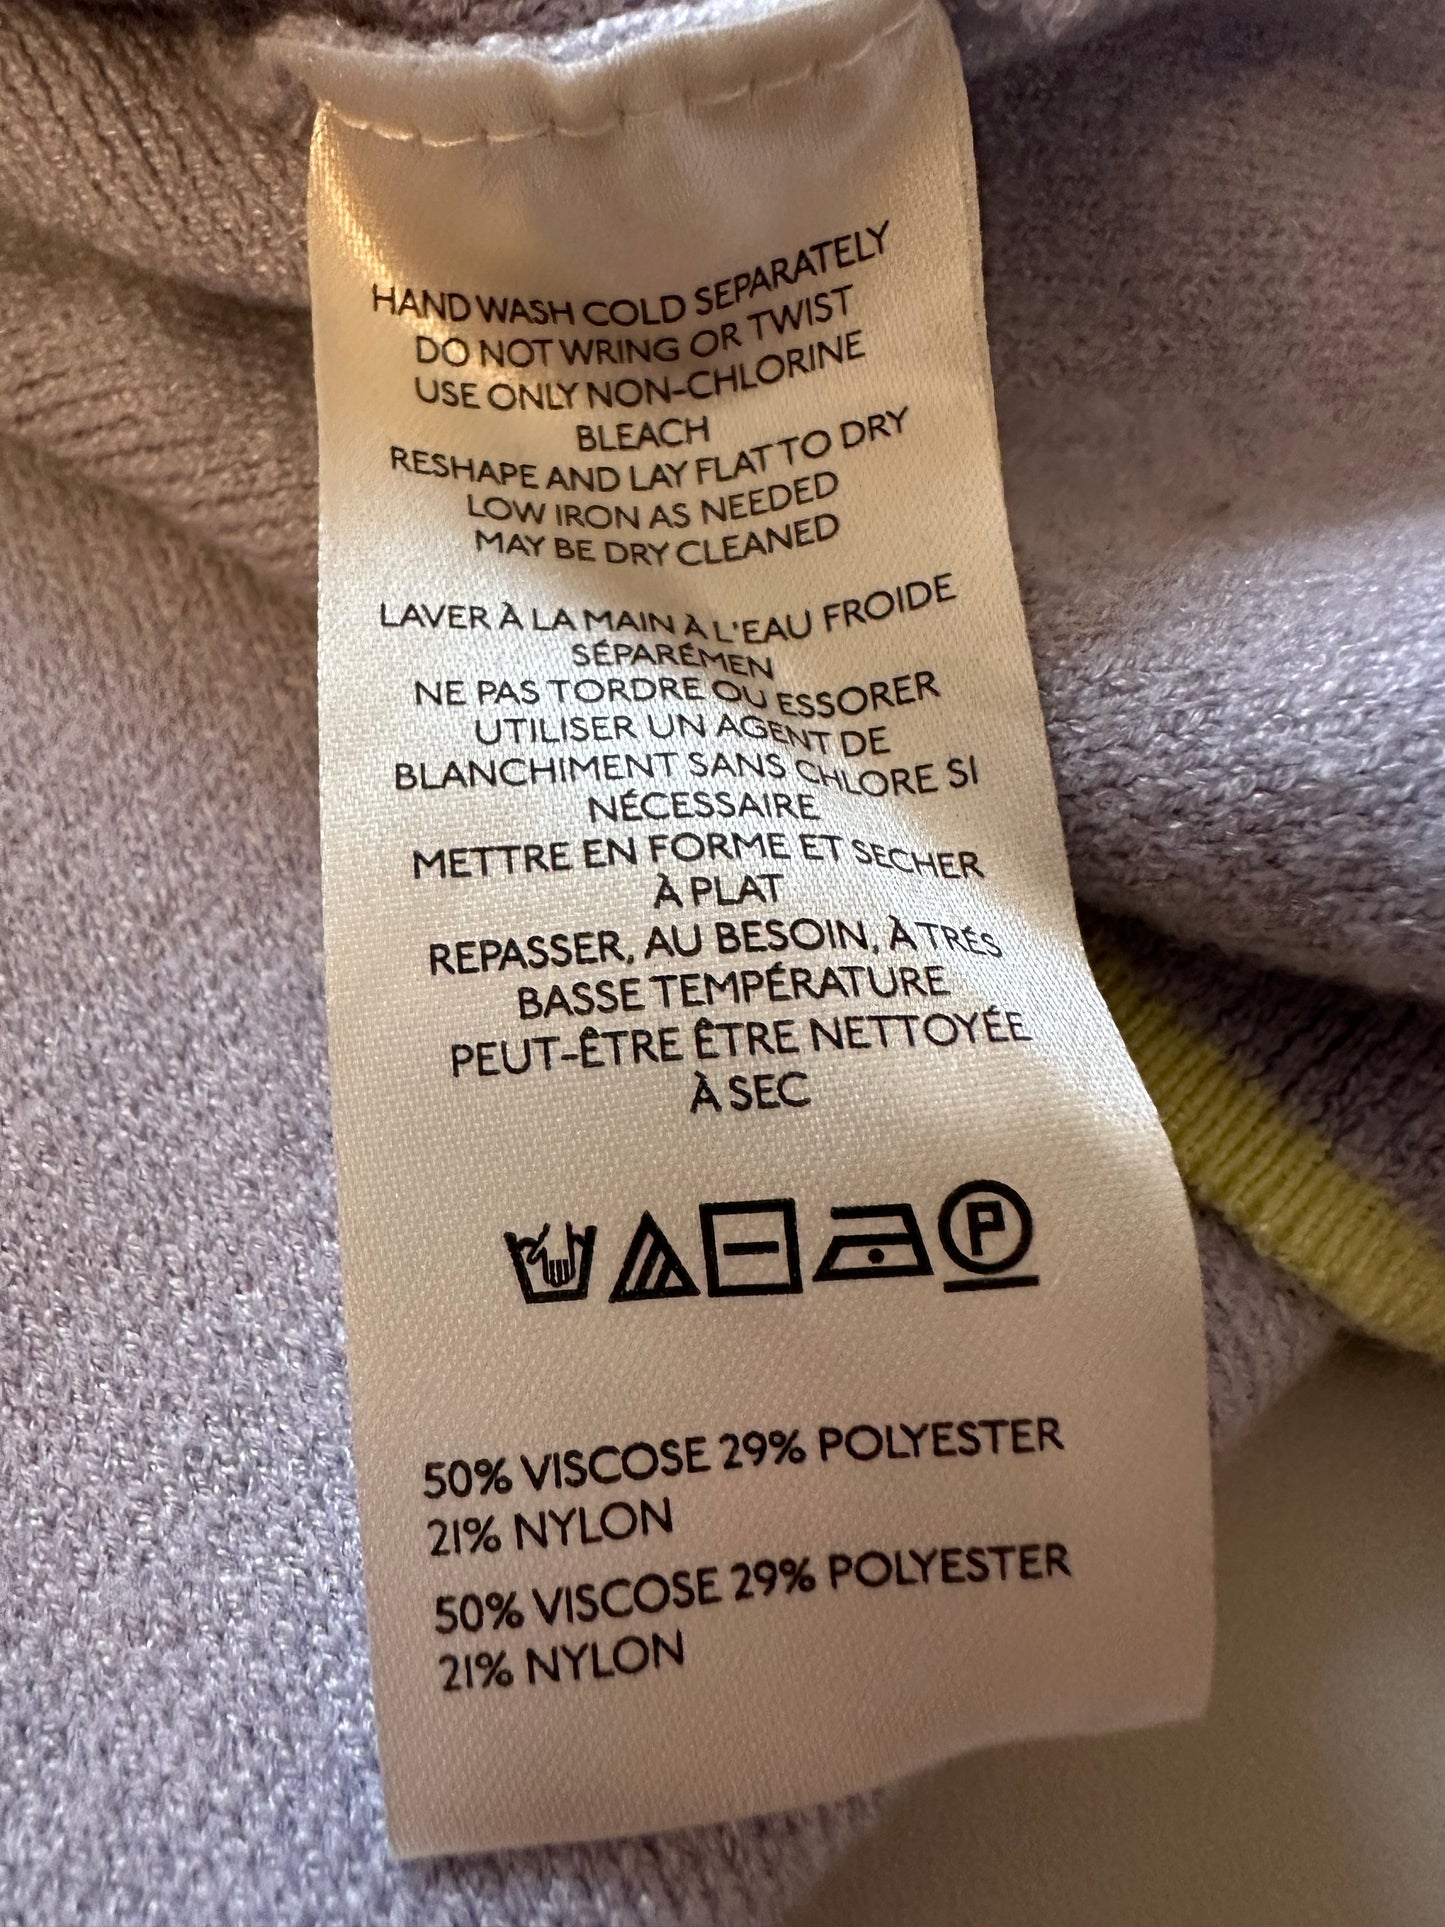 HAND WASH COLD SEPARATELY
DO NOT WRING OR TWIST
USE ONLY NON-CHLORINE
BLEACH
RESHAPE AND LAY FLAT TO DRY
LOW IRON AS NEEDED
MAY BE DRY CLEANED
LAVER À LA MAIN À L'EAU FROIDE
SÉPARÉMEN
NE PAS TORDRE OU ESSORER
UTILISER UN AGENT DE
BLANCHIMENT SANS CHLORE SI
NÉCESSAIRE
METTRE EN FORME ET SECHER
À PLAT
REPASSER, AU BESOIN, À TRÉS
BASSE TEMPÉRATURE
PEUT-ÊTRE ÊTRE NETTOYÉE
À SEC
P
50% VISCOSE 29% POLYESTER
21% NYLON
50% VISCOSE 29% POLYESTER
21% NYLON